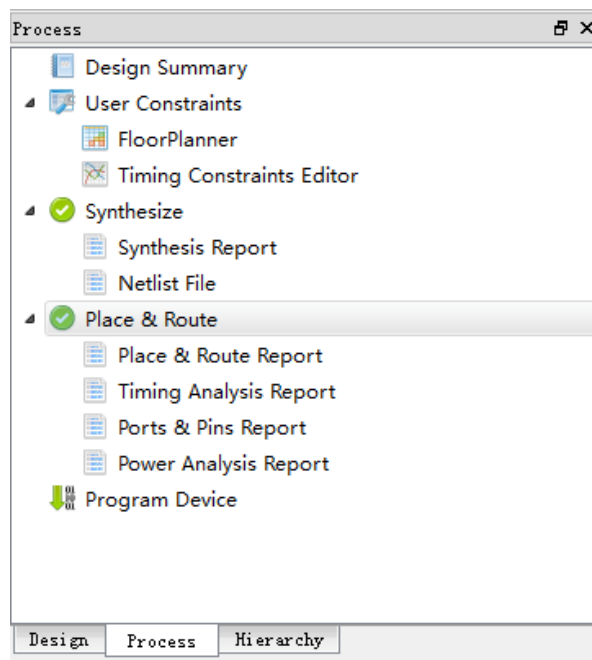 Process
Design Summary
User Constraints
FloorPlanner
Timing Constraints Editor
Synthesize
Synthesis Report
Netlist File
Place & Route
Place & Route Report
Timing Analysis Report
Ports & Pins Report
Power Analysis Report
Program Device
Design Process Hierarchy